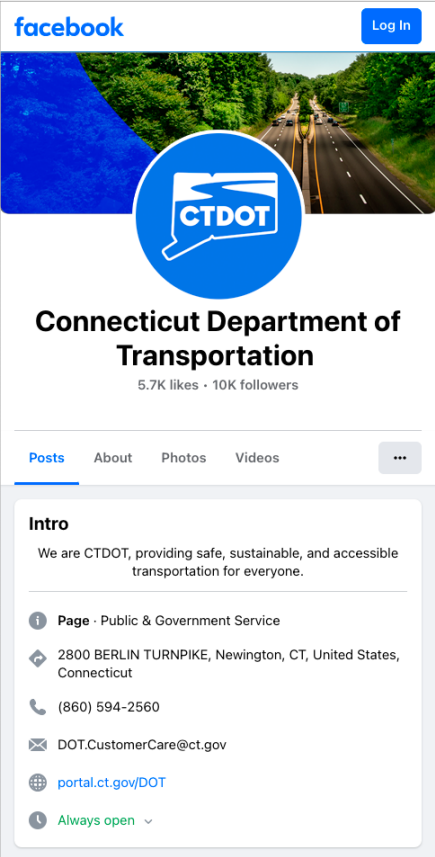 facebook
Log In
CTDOT
Connecticut Department of
Transportation
5.7K likes • 10K followers
Posts
About
Photos
Videos
Intro
We are CTDOT, providing safe, sustainable, and accessible
transportation for everyone.
Page · Public & Government Service
2800 BERLIN TURNPIKE, Newington, CT, United States,
Connecticut
(860) 594-2560
DOT.CustomerCare@ct.gov
portal.ct.gov/DOT
Always open